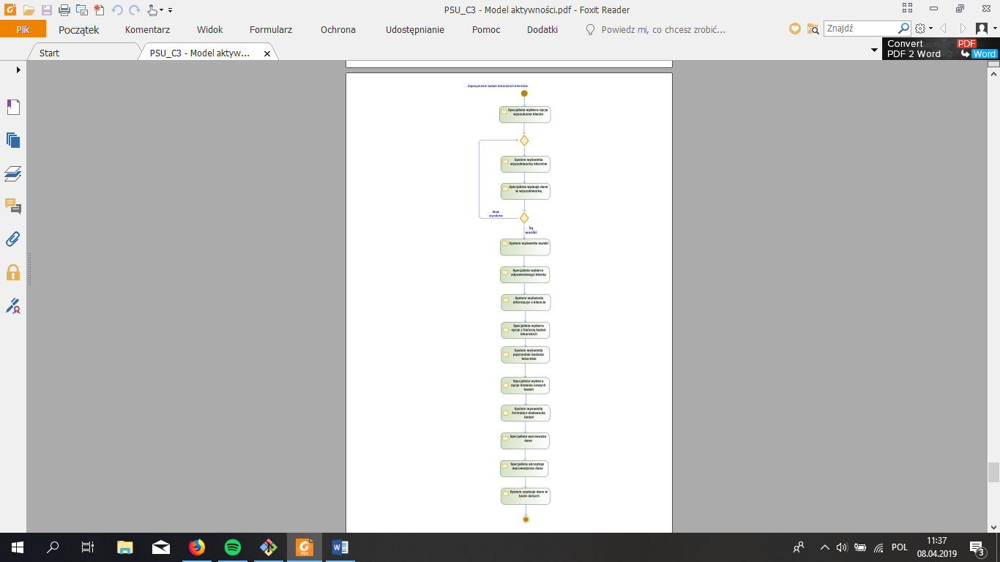 PSU_C3 - Model aktywności.pdf - Foxit Reader
Plik
Początek
Komentarz
Widok
Formularz
Ochrona
Udostępnianie
Pomoc
Dodatki
Powiedz mi, co chcesz zrobić...
Znajdź
Start
PSU_C3 - Model aktyw...
Convert PDF
PDF 2 Word Word
Zapisywanie badań lekarskich klientów
Specjalista wybiera opcje
wyszukania klienta
System wyświetla
wyszukiwarkę klientów
Specjalista wpisuje dane
w wyszukiwarkę
Brak
wyników
Są
wyniki
System wyświetla wyniki
Specjalista wybiera
odpowiedniego klienta
System wyświetla
informacje o kliencie
Specjalista wybiera
opcje z historią badań
lekarskich
System wyświetla
poprzednie badania
lekarskie
Specjalista wybiera
opcje dodania nowych
badań
System wyświetla
formularz dodawania
badań
Specjalista wprowadza
dane
Specjalista akceptuje
wprowadzone dane
System zapisuje dane w
bazie danych
PDF
POL
11:37
08.04.2019
3